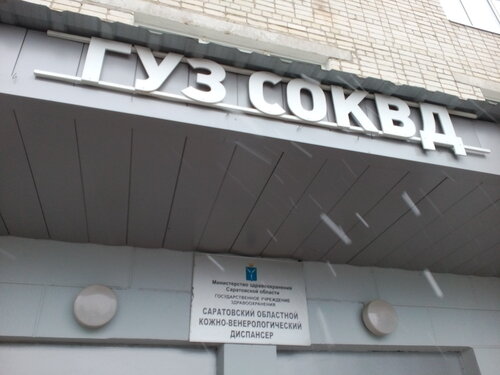 ГУЗ СОКВД
Министерство здравоохранения
Саратовской области
ГОСУДАРСТВЕННОЕ УЧРЕЖДЕНИЕ
ЗДРАВООХРАНЕНИЯ
САРАТОВСКИЙ ОБЛАСТНОЙ
КОЖНО-ВЕНЕРОЛОГИЧЕСКИЙ
ДИСПАНСЕР